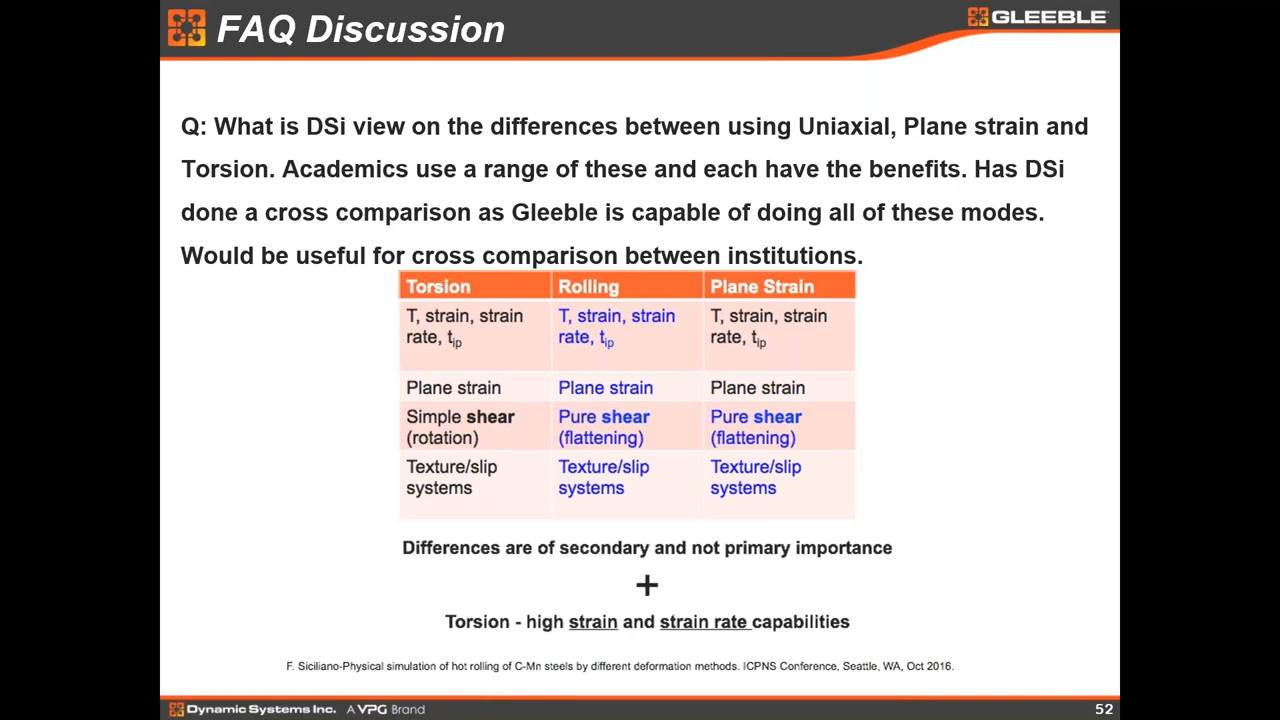 FAQ Discussion
GLEEBLE
Q: What is DSi view on the differences between using Uniaxial, Plane strain and
Torsion. Academics use a range of these and each have the benefits. Has DSi
done a cross comparison as Gleeble is capable of doing all of these modes.
Would be useful for cross comparison between institutions.
Torsion Rolling Plane Strain
T, strain, strain T, strain, strain T, strain, strain
rate, tip rate, tip rate, tip
Plane strain Plane strain Plane strain
Simple shear Pure shear Pure shear
(rotation) (flattening) (flattening)
Texture/slip Texture/slip Texture/slip
systems systems systems
Differences are of secondary and not primary importance
+
Torsion - high strain and strain rate capabilities
F. Siciliano-Physical simulation of hot rolling of C-Mn steels by different deformation methods. ICPNS Conference, Seattle, WA, Oct 2016.
Dynamic Systems Inc. A VPG Brand
52